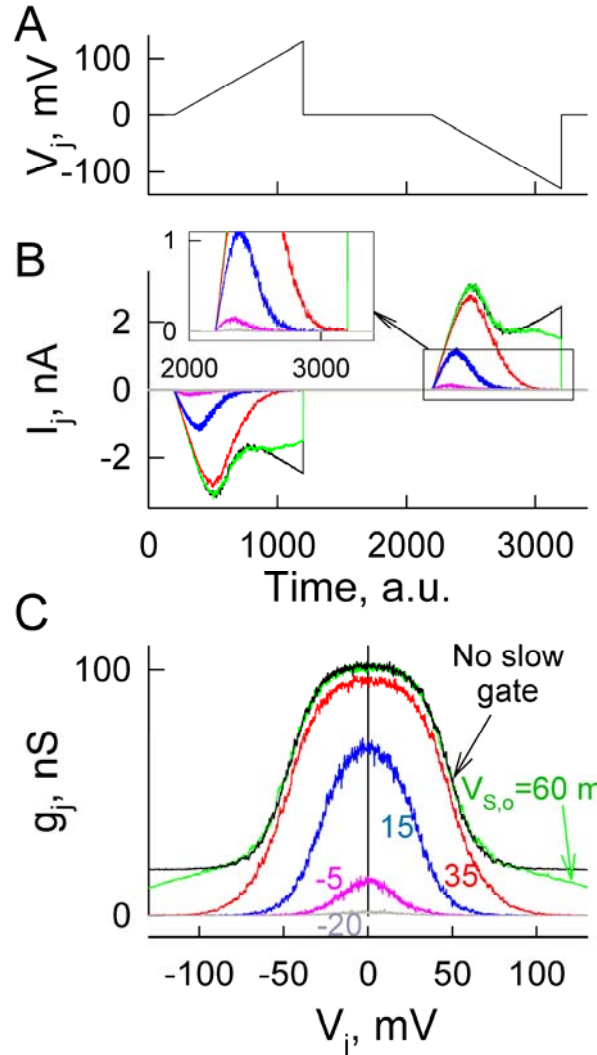 A
V_j, mV
100
0
-100
B
1
0
2000 3000
I_j, nA
2
0
-2
0 1000 2000 3000
Time, a.u.
C
g_j, nS
100
0
No slow
gate
V_S,o=60 m
15
-5
35
-20
-100 -50 0 50 100
V_j, mV